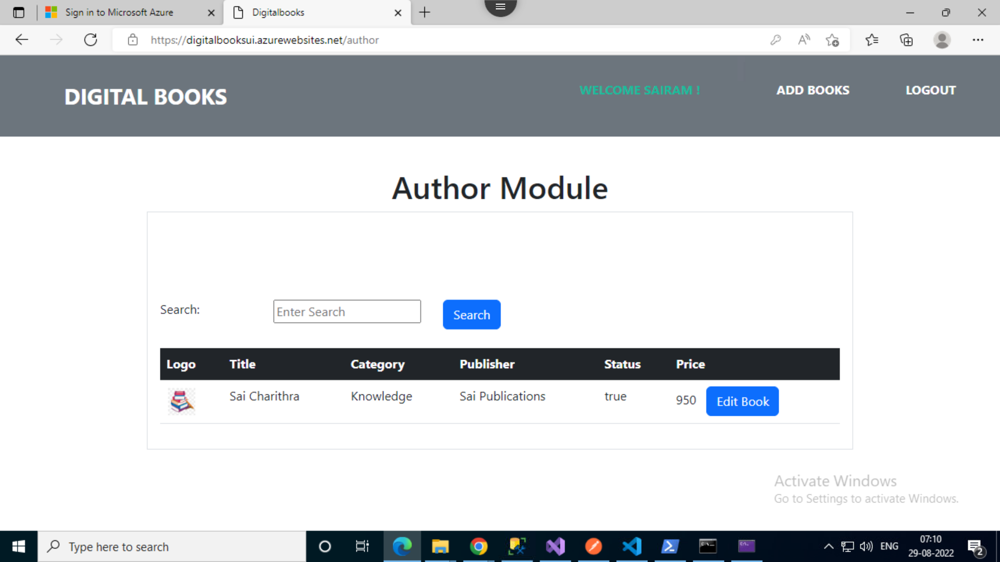 Sign in to Microsoft Azure
Digitalbooks
https://digitalbooksui.azurewebsites.net/author
DIGITAL BOOKS
WELCOME SAIRAM !
ADD BOOKS
LOGOUT
Author Module
Search:
Enter Search
Search
Logo Title Category Publisher Status Price
Sai Charithra Knowledge Sai Publications true 950 Edit Book
Activate Windows
Go to Settings to activate Windows.
Type here to search
ENG
07:10
29-08-2022
2